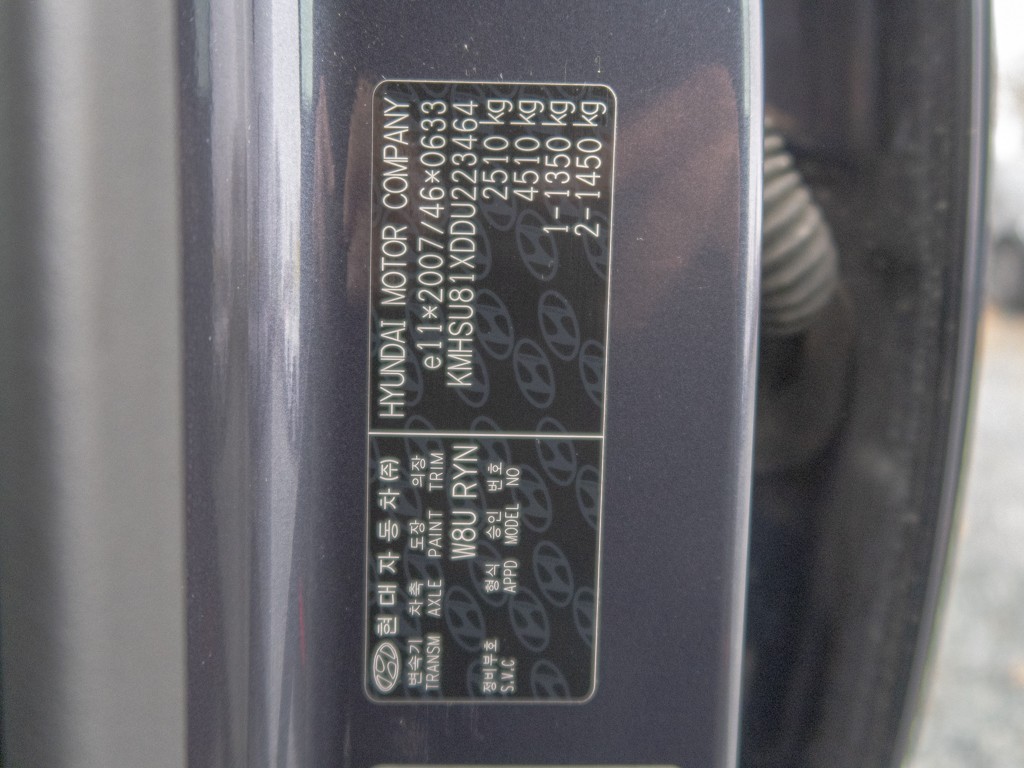 현대자동차(주)
변속기 차축 도장 의장
TRANSM AXLE PAINT TRIM
W8U RYN
정비부호 형식 승인 번호
S.V.C APPD MODEL NO
HYUNDAI MOTOR COMPANY
e11*2007/46*0633
KMHSU81XDDU223464
2510 kg
4510 kg
1- 1350 kg
2- 1450 kg